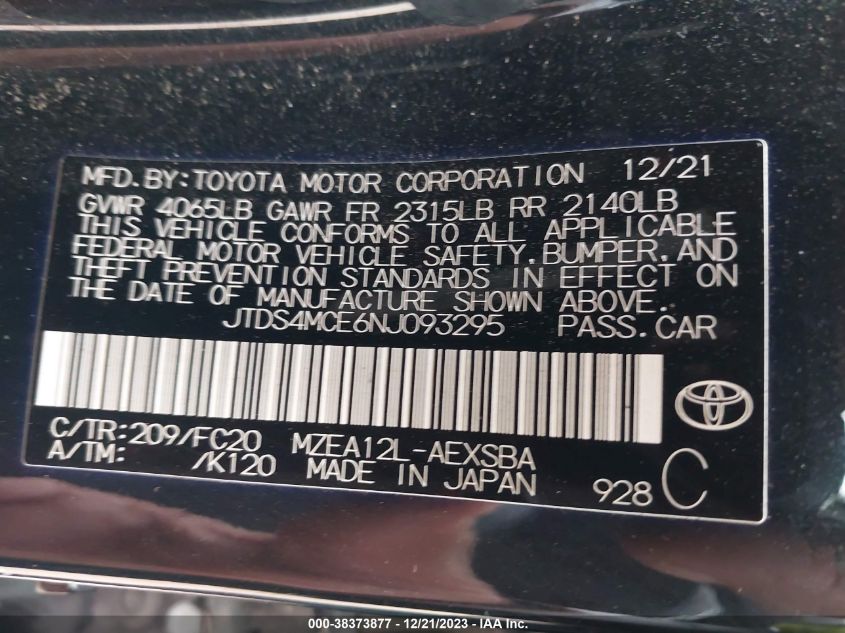 MFD.BY:TOYOTA MOTOR CORPORATION 12/21
GVWR 4065LB GAWR FR 2315LB RR 2140LB
THIS VEHICLE CONFORMS TO ALL APPLICABLE
FEDERAL MOTOR VEHICLE SAFETY,BUMPER,AND
THEFT PREVENTION STANDARDS IN EFFECT ON
THE DATE OF MANUFACTURE SHOWN ABOVE.
JTDS4MCE6NJ093295 PASS.CAR
C/TR:209/FC20 MZEA12L-AEXSBA
A/TM: /K120 MADE IN JAPAN 928 C
000-38373877 - 12/21/2023 - IAA Inc.